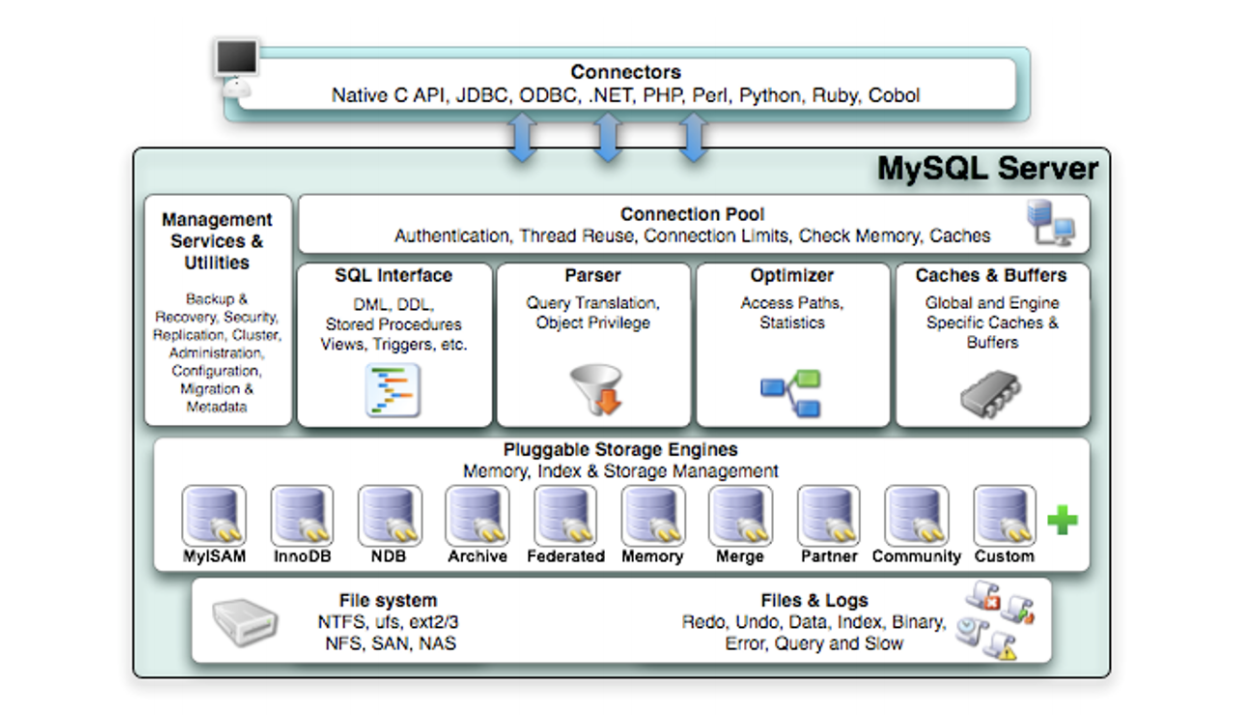 Connectors
Native C API, JDBC, ODBC, .NET, PHP, Perl, Python, Ruby, Cobol
MySQL Server
Management
Services &
Utilities
Backup &
Recovery, Security,
Replication, Cluster,
Administration,
Configuration,
Migration &
Metadata
Connection Pool
Authentication, Thread Reuse, Connection Limits, Check Memory, Caches
SQL Interface
DML, DDL,
Stored Procedures
Views, Triggers, etc.
Parser
Query Translation,
Object Privilege
Optimizer
Access Paths,
Statistics
Caches & Buffers
Global and Engine
Specific Caches &
Buffers
Pluggable Storage Engines
Memory, Index & Storage Management
MyISAM InnoDB NDB Archive Federated Memory Merge Partner Community Custom
File system
NTFS, ufs, ext2/3
NFS, SAN, NAS
Files & Logs
Redo, Undo, Data, Index, Binary,
Error, Query and Slow